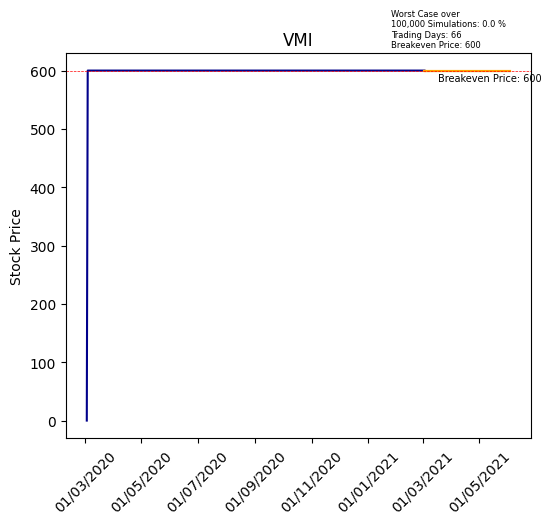 Worst Case over
100,000 Simulations: 0.0 %
Trading Days: 66
Breakeven Price: 600
VMI
Breakeven Price: 600
Stock Price
600
500
400
300
200
100
0
01/03/2020
01/05/2020
01/07/2020
01/09/2020
01/11/2020
01/01/2021
01/03/2021
01/05/2021